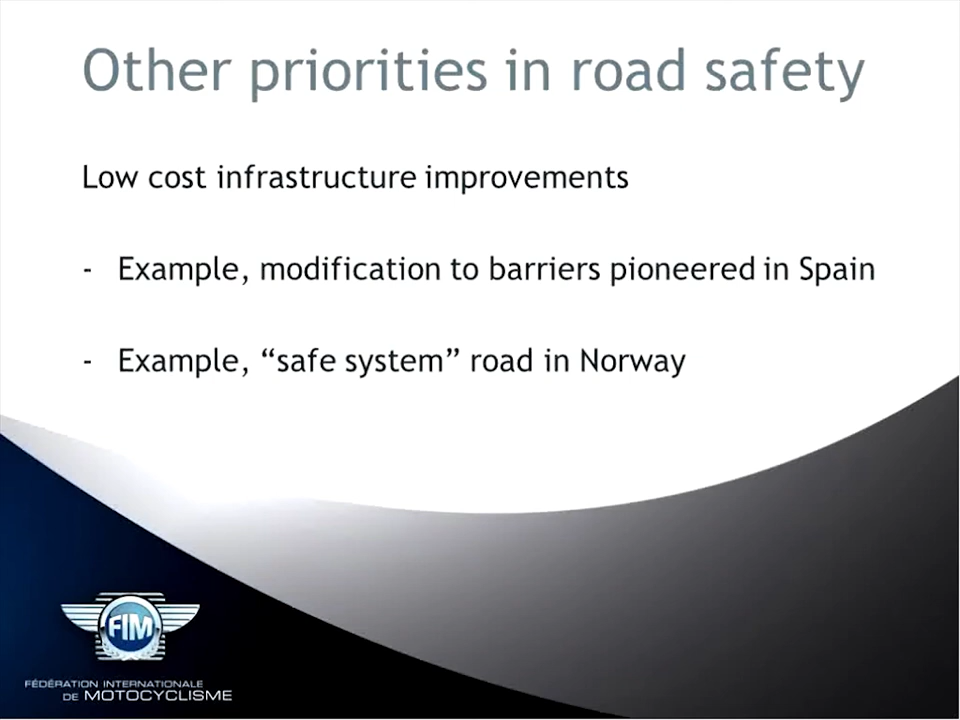 Other priorities in road safety
Low cost infrastructure improvements
- Example, modification to barriers pioneered in Spain
- Example, “safe system” road in Norway
FIM
FÉDÉRATION INTERNATIONALE
DE MOTOCYCLISME